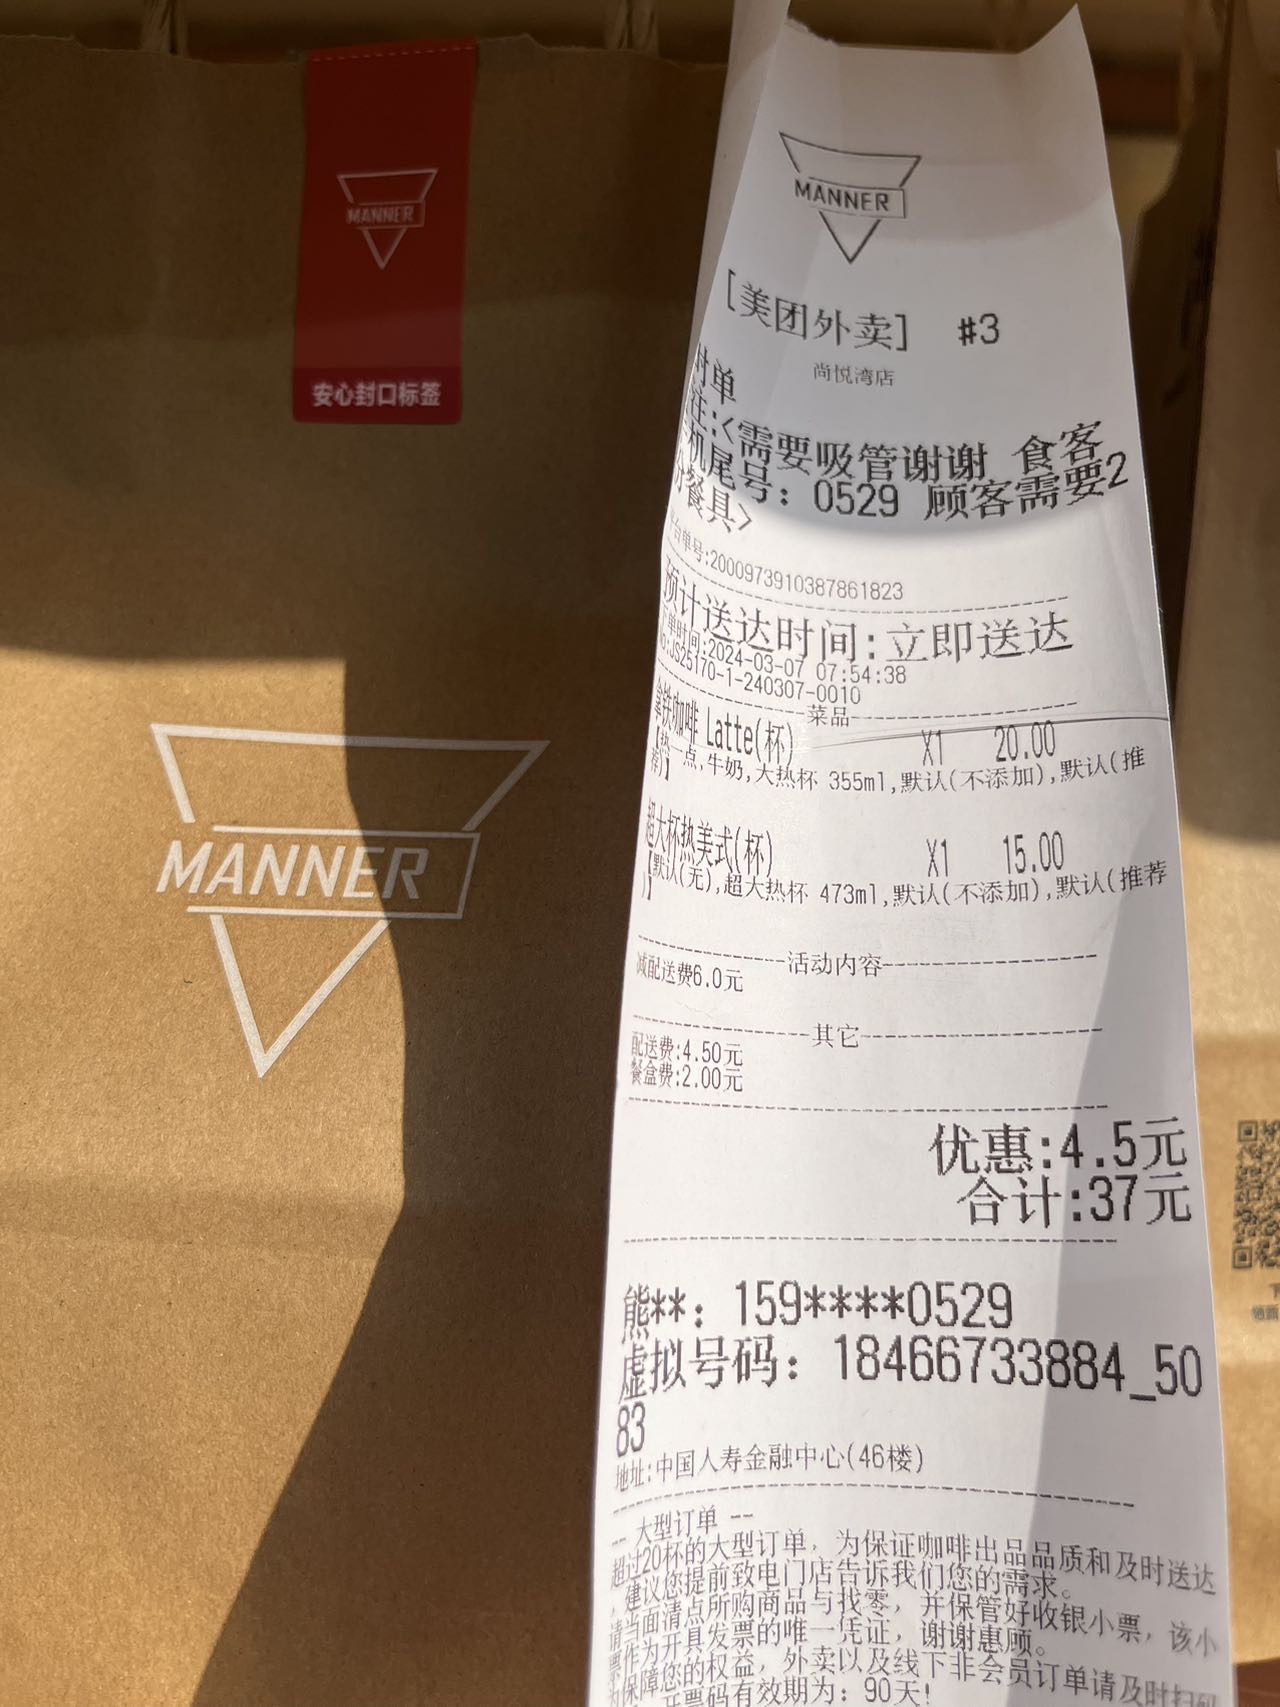 MANNER
安心封口标签
MANNER
MANNER
[美团外卖] #3
尚悦湾店
时单
注:<需要吸管谢谢 食客
机尾号: 0529 顾客需要2
餐具>
单号:2000973910387861823
预计送达时间:立即送达
下单时间:2024-03-07 07:54:38
No:JS25170-1-240307-0010
菜品
拿铁咖啡 Latte(杯) X1 20.00
一点,牛奶,大热杯 355ml,默认(不添加),默认(推
荐)】
超大杯热美式(杯) X1 15.00
【默认(无),超大热杯 473ml,默认(不添加),默认(推荐
)】
活动内容
减配送费6.0元
其它
配送费:4.50元
餐盒费:2.00元
优惠:4.5元
合计:37元
熊**: 159****0529
虚拟号码: 18466733884_50
83
地址:中国人寿金融中心(46楼)
-- 大型订单 --
超过20杯的大型订单, 为保证咖啡出品品质和及时送达
, 建议您提前致电门店告诉我们您的需求。
请当面清点所购商品与找零, 并保管好收银小票, 该小
票作为开具发票的唯一凭证, 谢谢惠顾。
为保障您的权益, 外卖以及线下非会员订单请及时扫码
开票码有效期为: 90天!